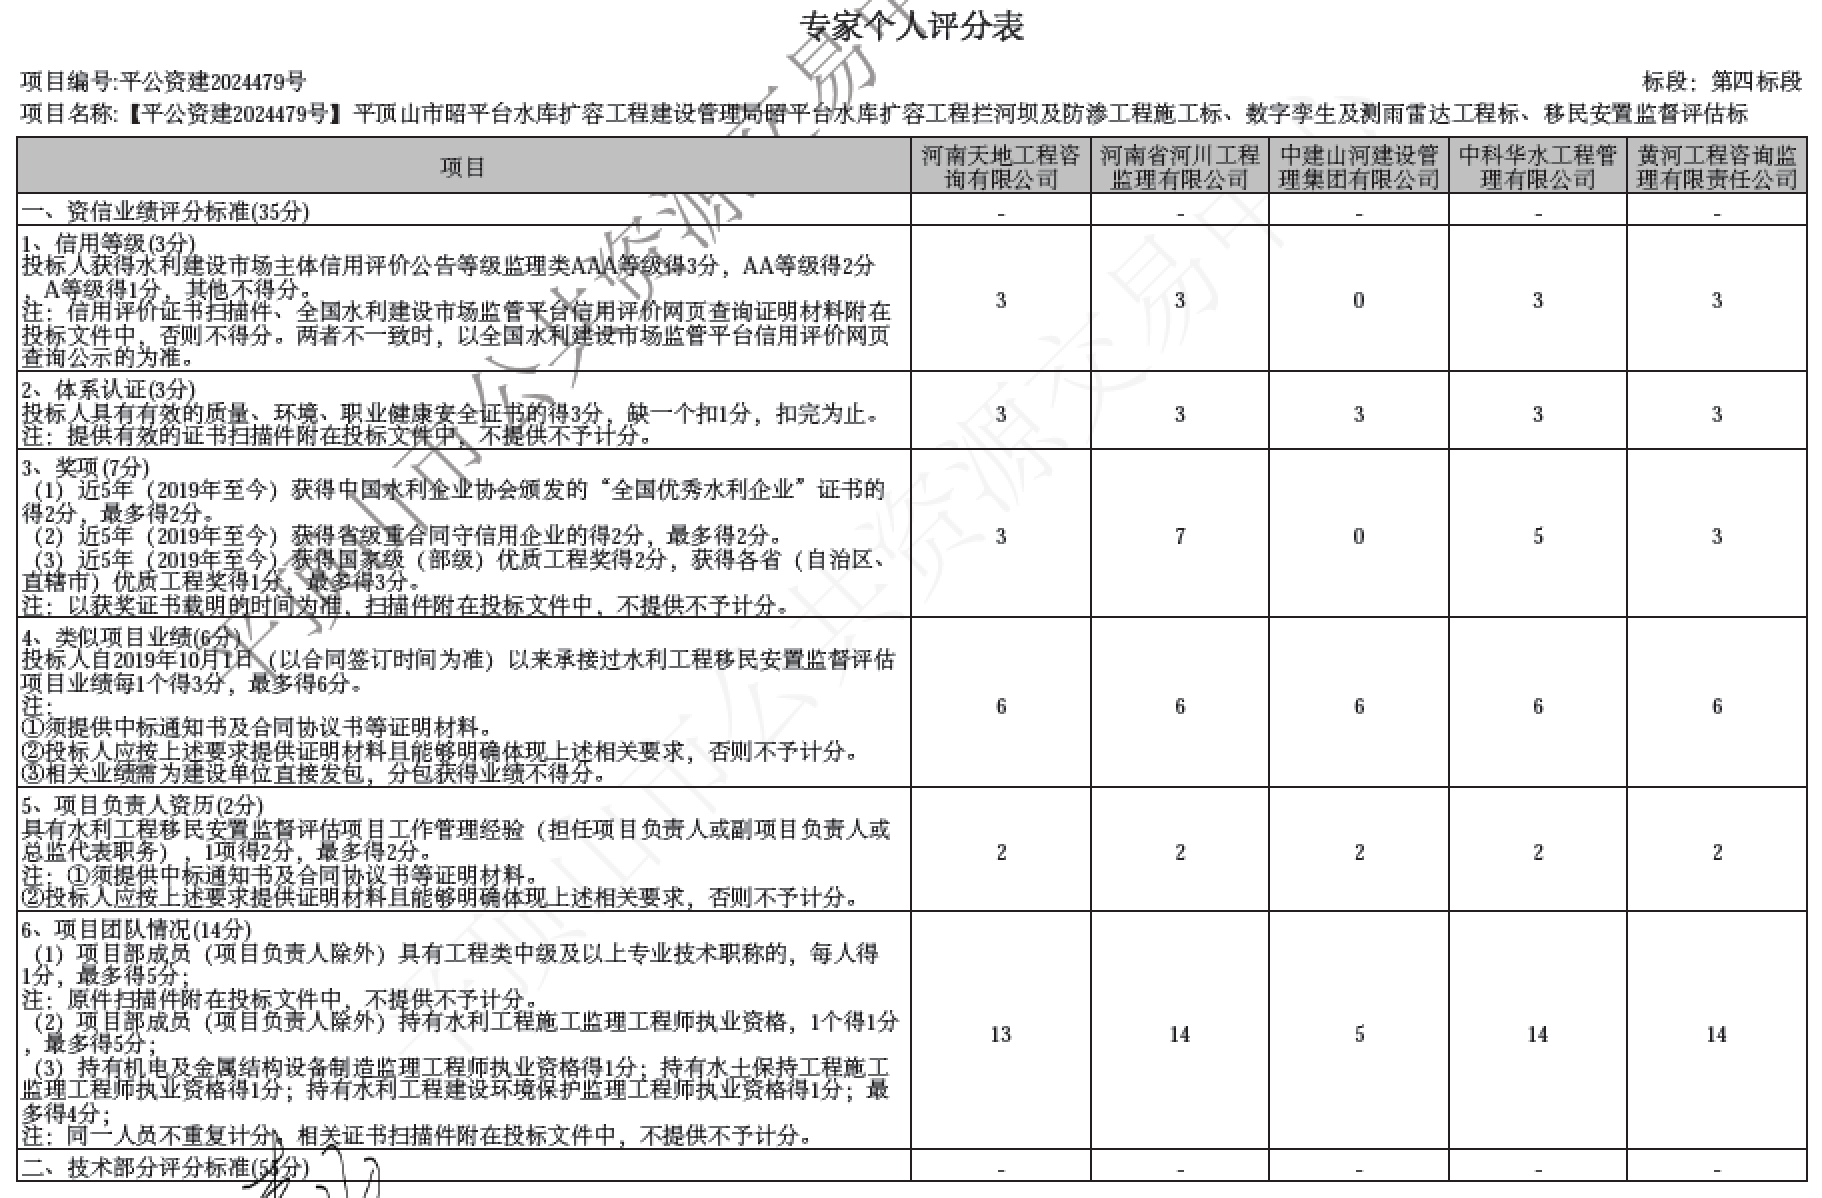 专家个人评分表
项目编号:平公资建2024479号 标段：第四标段
项目名称:【平公资建2024479号】平顶山市昭平台水库扩容工程建设管理局昭平台水库扩容工程拦河坝及防渗工程施工标、数字孪生及测雨雷达工程标、移民安置监督评估标
项目 河南天地工程咨询有限公司 河南省河川工程监理有限公司 中建山河建设管理集团有限公司 中科华水工程管理有限公司 黄河工程咨询监理有限责任公司
一、资信业绩评分标准(35分) - - - - -
1、信用等级(3分)
投标人获得水利建设市场主体信用评价公告等级监理类AAA等级得3分，AA等级得2分
，A等级得1分，其他不得分。
注：信用评价证书扫描件、全国水利建设市场监管平台信用评价网页查询证明材料附在
投标文件中，否则不得分。两者不一致时，以全国水利建设市场监管平台信用评价网页
查询公示的为准。
3 3 0 3 3
2、体系认证(3分)
投标人具有有效的质量、环境、职业健康安全证书的得3分，缺一个扣1分，扣完为止。
注：提供有效的证书扫描件附在投标文件中，不提供不予计分。
3 3 3 3 3
3、奖项(7分)
（1）近5年（2019年至今）获得中国水利企业协会颁发的“全国优秀水利企业”证书的
得2分，最多得2分。
（2）近5年（2019年至今）获得省级重合同守信用企业的得2分，最多得2分。
（3）近5年（2019年至今）获得国家级（部级）优质工程奖得2分，获得各省（自治区、
直辖市）优质工程奖得1分，最多得3分。
注：以获奖证书载明的时间为准，扫描件附在投标文件中，不提供不予计分。
3 7 0 5 3
4、类似项目业绩(6分)
投标人自2019年10月1日（以合同签订时间为准）以来承接过水利工程移民安置监督评估
项目业绩每1个得3分，最多得6分。
注：
①须提供中标通知书及合同协议书等证明材料。
②投标人应按上述要求提供证明材料且能够明确体现上述相关要求，否则不予计分。
③相关业绩需为建设单位直接发包，分包获得业绩不得分。
6 6 6 6 6
5、项目负责人资历(2分)
具有水利工程移民安置监督评估项目工作管理经验（担任项目负责人或副项目负责人或
总监代表职务），1项得2分，最多得2分。
注：①须提供中标通知书及合同协议书等证明材料。
②投标人应按上述要求提供证明材料且能够明确体现上述相关要求，否则不予计分。
2 2 2 2 2
6、项目团队情况(14分)
（1）项目部成员（项目负责人除外）具有工程类中级及以上专业技术职称的，每人得
1分，最多得5分；
注：原件扫描件附在投标文件中，不提供不予计分。
（2）项目部成员（项目负责人除外）持有水利工程施工监理工程师执业资格，1个得1分
，最多得5分；
（3）持有机电及金属结构设备制造监理工程师执业资格得1分；持有水土保持工程施工
监理工程师执业资格得1分；持有水利工程建设环境保护监理工程师执业资格得1分；最
多得4分；
注：同一人员不重复计分，相关证书扫描件附在投标文件中，不提供不予计分。
13 14 5 14 14
二、技术部分评分标准(55分) - - - - -
平顶山市公共资源交易中
平顶山市公共资源交易中